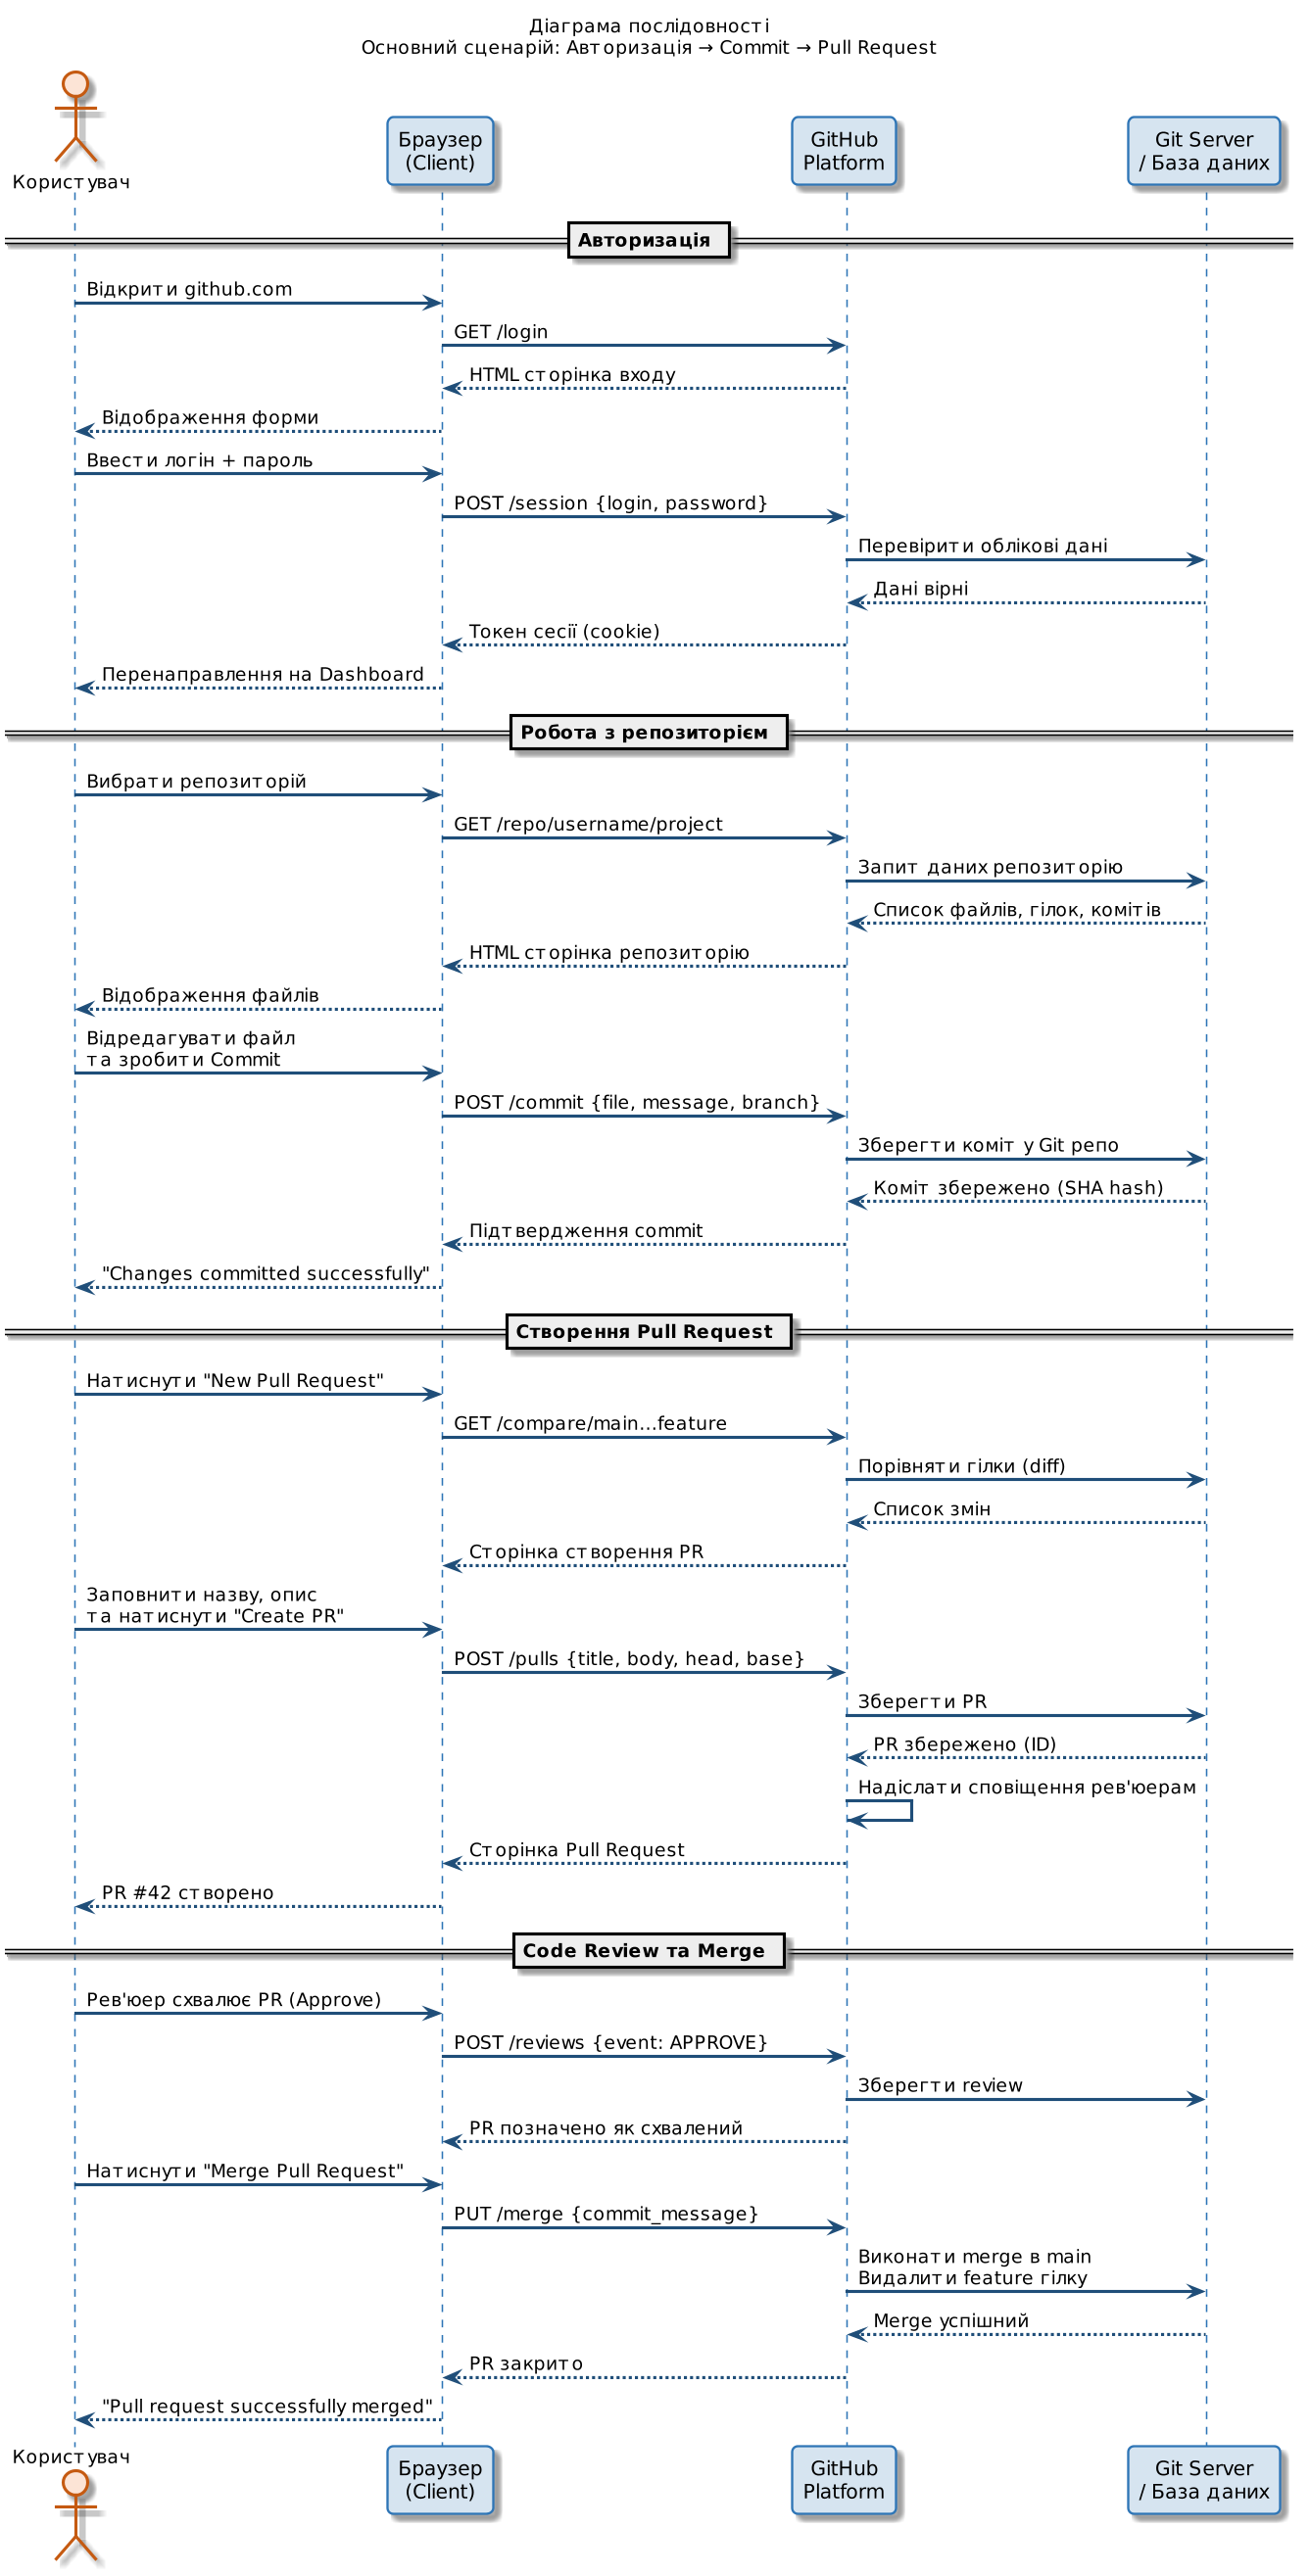 Діаграма послідовності
Основний сценарій: Авторизація → Commit → Pull Request
Користувач
Браузер
(Client)
GitHub
Platform
Git Server
/ База даних
Авторизація
Відкрити github.com
GET /login
HTML сторінка входу
Відображення форми
Ввести логін + пароль
POST /session {login, password}
Перевірити облікові дані
Дані вірні
Токен сесії (cookie)
Перенаправлення на Dashboard
Робота з репозиторієм
Вибрати репозиторій
GET /repo/username/project
Запит даних репозиторію
Список файлів, гілок, комітів
HTML сторінка репозиторію
Відображення файлів
Відредагувати файл
та зробити Commit
POST /commit {file, message, branch}
Зберегти коміт у Git репо
Коміт збережено (SHA hash)
Підтвердження commit
"Changes committed successfully"
Створення Pull Request
Натиснути "New Pull Request"
GET /compare/main...feature
Порівняти гілки (diff)
Список змін
Сторінка створення PR
Заповнити назву, опис
та натиснути "Create PR"
POST /pulls {title, body, head, base}
Зберегти PR
PR збережено (ID)
Надіслати сповіщення рев'юерам
Сторінка Pull Request
PR #42 створено
Code Review та Merge
Рев'юер схвалює PR (Approve)
POST /reviews {event: APPROVE}
Зберегти review
PR позначено як схвалений
Натиснути "Merge Pull Request"
PUT /merge {commit_message}
Виконати merge в main
Видалити feature гілку
Merge успішний
PR закрито
"Pull request successfully merged"
Користувач
Браузер
(Client)
GitHub
Platform
Git Server
/ База даних